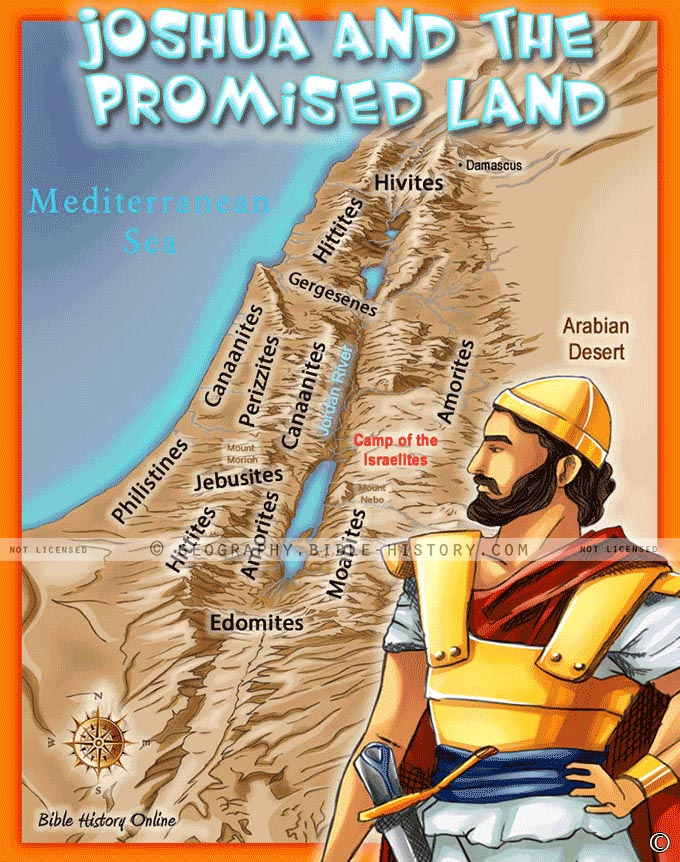 JOSHUA AND THE
PROMISED LAND
Damascus
Hivites
Mediterranean
Sea
Hittites
Gergesenes
Arabian
Desert
Canaanites
Perizzites
Canaanites
Jordan River
Amorites
Camp of the
Israelites
Mount
Moriah
Philistines
Jebusites
Mount
Nebo
Hittites
Amorites
Moabites
NOT LICENSED
© GEOGRAPHY.BIBLE-HISTORY.COM
NOT LICENSED
Edomites
N
W
E
S
Bible History Online
©